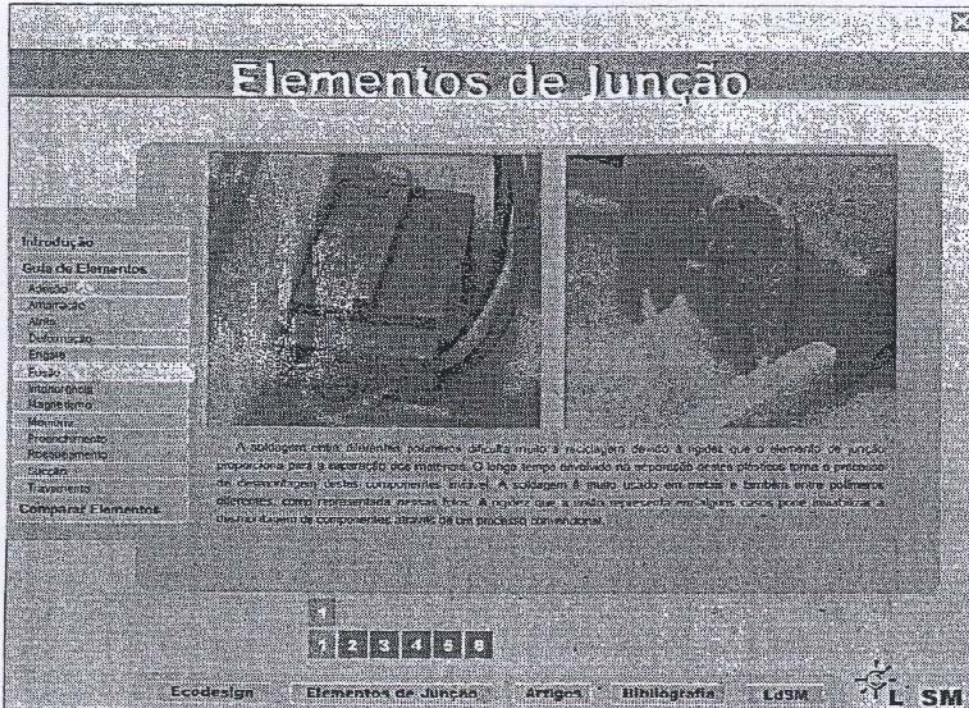 Elementos de Junção
Introdução
Guia de Elementos
Adesão
Amarração
Atrito
Deformação
Engate
Fusão
Interferência
Magnetismo
Memória
Preenchimento
Rosqueamento
Sucção
Travamento
Comparar Elementos
A soldagem entre diferentes polímeros dificulta muito a reciclagem devido à rigidez que o elemento de junção
proporciona para a separação dos materiais. O longo tempo envolvido na separação destes plásticos torna o processo
de desmontagem destes componentes inviável. A soldagem é muito usado em metais e também entre polímeros
diferentes, como representada nessas fotos. A rigidez que a união representa em alguns casos pode inviabilizar a
desmontagem de componentes através de um processo convencional.
1
1 2 3 4 5 6
Ecodesign Elementos de Junção Artigos Bibliografia LdSM
L SM